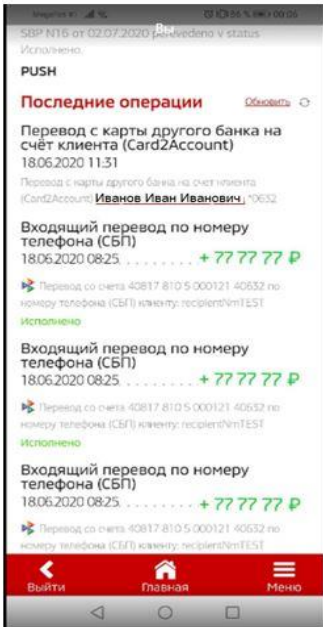 Мегафон
66 % 00:06
Вы
SBP N16 от 02.07.2020 perevedeno v status
Исполнено.
PUSH
Последние операции Обновить
Перевод с карты другого банка на
счёт клиента (Card2Account)
18.06.2020 11:31
Перевод с карты другого банка на счет клиента
(Card2Account) Иванов Иван Иванович, *0632
Входящий перевод по номеру
телефона (СБП)
18.06.2020 08:25. . . . . . . . . + 77 77 77 ₽
Перевод со счета 40817 810 5 000121 40632 по
номеру телефона (СБП) клиенту: recipientNmTEST
Исполнено
Входящий перевод по номеру
телефона (СБП)
18.06.2020 08:25. . . . . . . . . + 77 77 77 ₽
Перевод со счета 40817 810 5 000121 40632 по
номеру телефона (СБП) клиенту: recipientNmTEST
Исполнено
Входящий перевод по номеру
телефона (СБП)
18.06.2020 08:25. . . . . . . . . + 77 77 77 ₽
Перевод со счета 40817 810 5 000121 40632 по
номеру телефона (СБП) клиенту: recipientNmTEST
Выйти Главная Меню